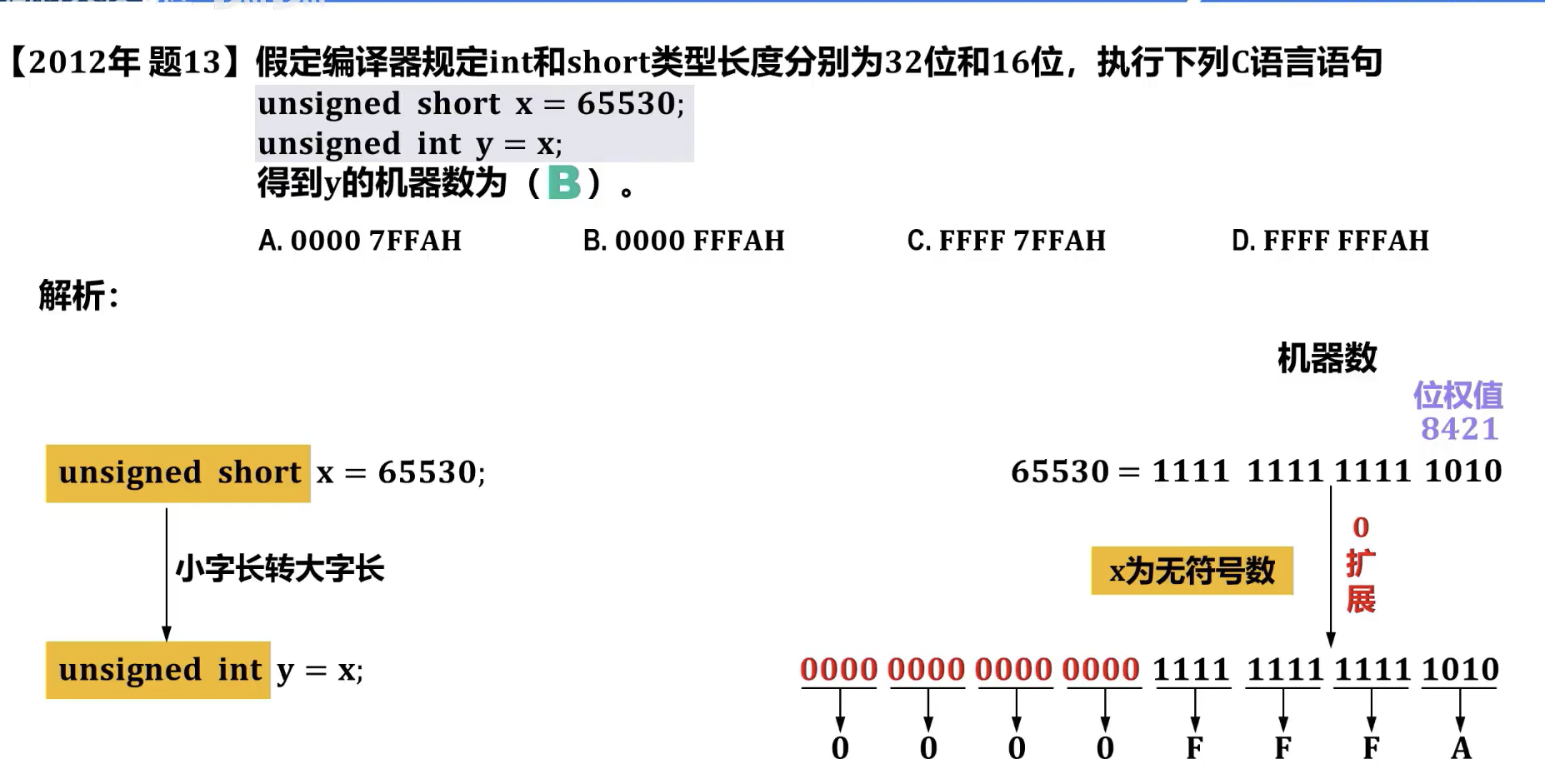 【2012年 题13】假定编译器规定int和short类型长度分别为32位和16位，执行下列C语言语句
unsigned short x = 65530;
unsigned int y = x;
得到y的机器数为（B）。
A. 0000 7FFAH B. 0000 FFFAH C. FFFF 7FFAH D. FFFF FFFAH
解析：
机器数
位权值
8421
unsigned short x = 65530;
65530 = 1111 1111 1111 1010
小字长转大字长
x为无符号数
0
扩
展
unsigned int y = x;
0000 0000 0000 0000 1111 1111 1111 1010
0 0 0 0 F F F A